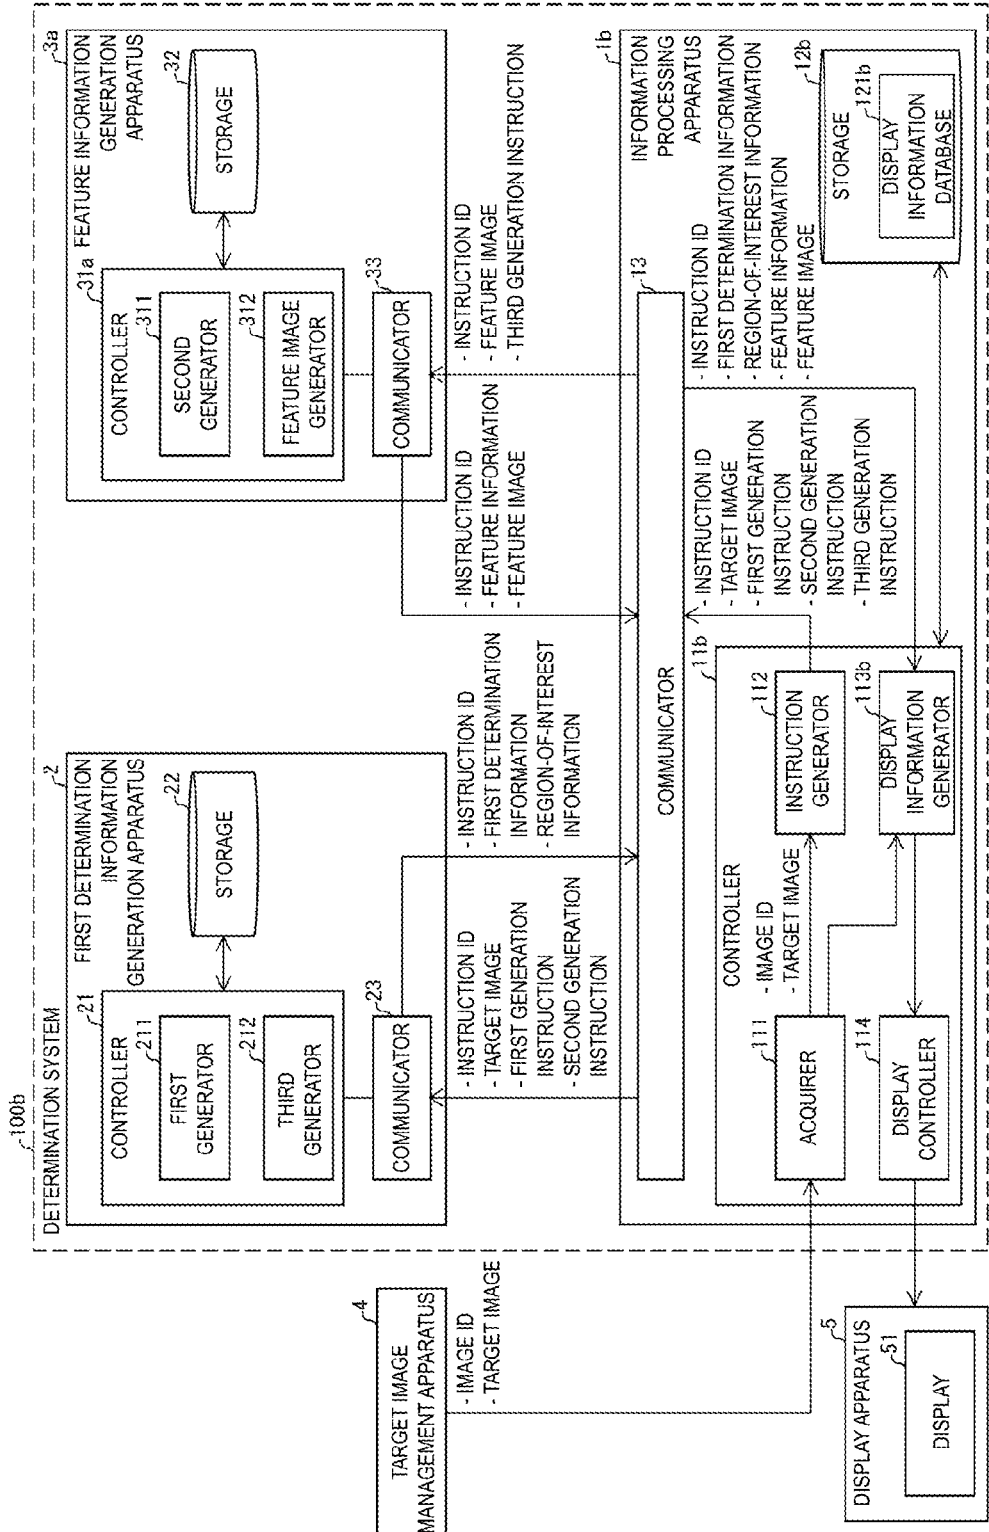 100b
DETERMINATION SYSTEM
2
FIRST DETERMINATION
INFORMATION
GENERATION APPARATUS
21
CONTROLLER
211
FIRST
GENERATOR
212
THIRD
GENERATOR
22
STORAGE
23
COMMUNICATOR
3a
FEATURE INFORMATION
GENERATION
APPARATUS
31a
CONTROLLER
311
SECOND
GENERATOR
312
FEATURE IMAGE
GENERATOR
32
STORAGE
33
COMMUNICATOR
4
TARGET IMAGE
MANAGEMENT APPARATUS
- IMAGE ID
- TARGET IMAGE
- INSTRUCTION ID
- TARGET IMAGE
- FIRST GENERATION
INSTRUCTION
- SECOND GENERATION
INSTRUCTION
- INSTRUCTION ID
- FIRST DETERMINATION
INFORMATION
- REGION-OF-INTEREST
INFORMATION
- INSTRUCTION ID
- FEATURE INFORMATION
- FEATURE IMAGE
- INSTRUCTION ID
- FEATURE IMAGE
- THIRD GENERATION INSTRUCTION
1b
INFORMATION
PROCESSING
APPARATUS
13
COMMUNICATOR
- INSTRUCTION ID
- TARGET IMAGE
- FIRST GENERATION
INSTRUCTION
- SECOND GENERATION
INSTRUCTION
- THIRD GENERATION
INSTRUCTION
- INSTRUCTION ID
- FIRST DETERMINATION INFORMATION
- REGION-OF-INTEREST INFORMATION
- FEATURE INFORMATION
- FEATURE IMAGE
11b
CONTROLLER
- IMAGE ID
- TARGET IMAGE
111
ACQUIRER
112
INSTRUCTION
GENERATOR
114
DISPLAY
CONTROLLER
113b
DISPLAY
INFORMATION
GENERATOR
12b
STORAGE
121b
DISPLAY
INFORMATION
DATABASE
5
DISPLAY APPARATUS
51
DISPLAY